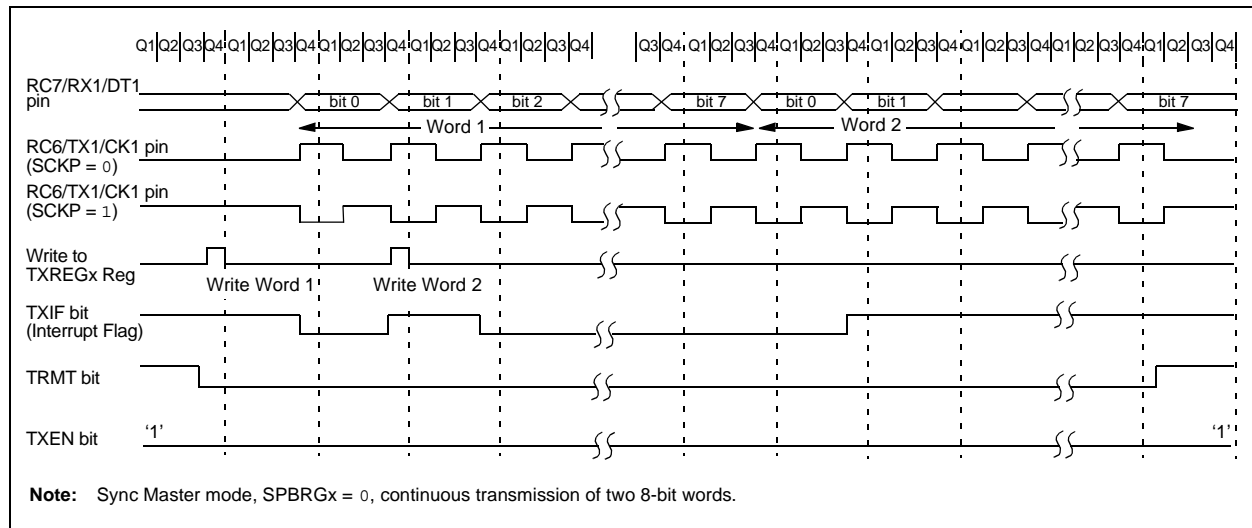 Q1 Q2 Q3 Q4 Q1 Q2 Q3 Q4 Q1 Q2 Q3 Q4 Q1 Q2 Q3 Q4 Q1 Q2 Q3 Q4 Q3 Q4 Q1 Q2 Q3 Q4 Q1 Q2 Q3 Q4 Q1 Q2 Q3 Q4 Q1 Q2 Q3 Q4 Q1 Q2 Q3 Q4 Q1 Q2 Q3 Q4
RC7/RX1/DT1
pin
bit 0 bit 1 bit 2 bit 7 bit 0 bit 1 bit 7
Word 1 Word 2
RC6/TX1/CK1 pin
(SCKP = 0)
RC6/TX1/CK1 pin
(SCKP = 1)
Write to
TXREGx Reg
Write Word 1 Write Word 2
TXIF bit
(Interrupt Flag)
TRMT bit
TXEN bit
‘1’ ‘1’
Note: Sync Master mode, SPBRGx = 0, continuous transmission of two 8-bit words.